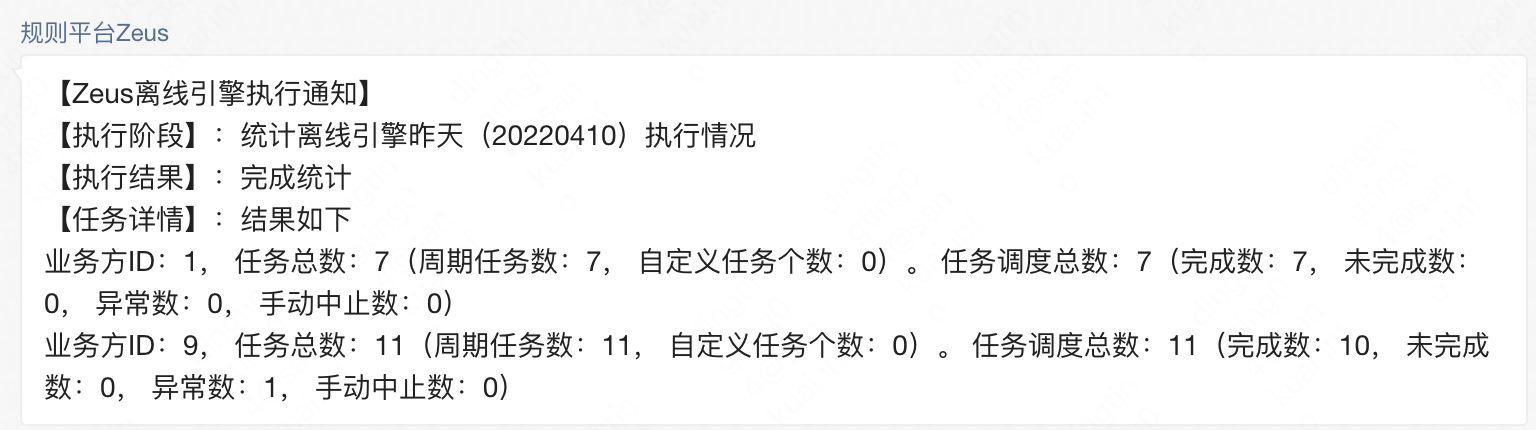 规则平台Zeus
【Zeus离线引擎执行通知】
【执行阶段】：统计离线引擎昨天（20220410）执行情况
【执行结果】：完成统计
【任务详情】：结果如下
业务方ID：1， 任务总数：7（周期任务数：7， 自定义任务个数：0）。 任务调度总数：7（完成数：7， 未完成数：
0， 异常数：0， 手动中止数：0）
业务方ID：9， 任务总数：11（周期任务数：11， 自定义任务个数：0）。 任务调度总数：11（完成数：10， 未完成
数：0， 异常数：1， 手动中止数：0）